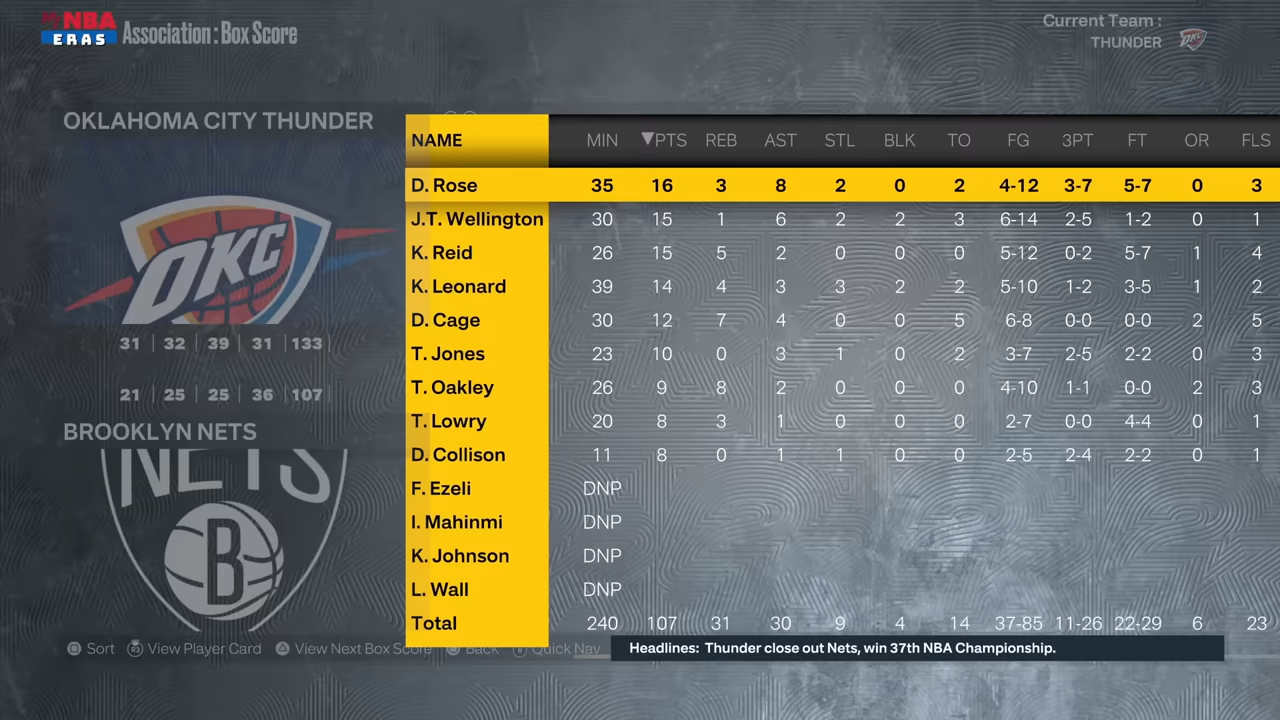 NBA
ERAS
Association: Box Score
Current Team :
THUNDER
OKC
OKLAHOMA CITY THUNDER
OKC
31 32 39 31 133
21 25 25 36 107
BROOKLYN NETS
NETS
B
NAME MIN ▼PTS REB AST STL BLK TO FG 3PT FT OR FLS
D. Rose 35 16 3 8 2 0 2 4-12 3-7 5-7 0 3
J.T. Wellington 30 15 1 6 2 2 3 6-14 2-5 1-2 0 1
K. Reid 26 15 5 2 0 0 0 5-12 0-2 5-7 1 4
K. Leonard 39 14 4 3 3 2 2 5-10 1-2 3-5 1 2
D. Cage 30 12 7 4 0 0 5 6-8 0-0 0-0 2 5
T. Jones 23 10 0 3 1 0 2 3-7 2-5 2-2 0 3
T. Oakley 26 9 8 2 0 0 0 4-10 1-1 0-0 2 3
T. Lowry 20 8 3 1 0 0 0 2-7 0-0 4-4 0 1
D. Collison 11 8 0 1 1 0 0 2-5 2-4 2-2 0 1
F. Ezeli DNP
I. Mahinmi DNP
K. Johnson DNP
L. Wall DNP
Total 240 107 31 30 9 4 14 37-85 11-26 22-29 6 23
Sort R3 View Player Card View Next Box Score Back Quick Nav
Headlines: Thunder close out Nets, win 37th NBA Championship.